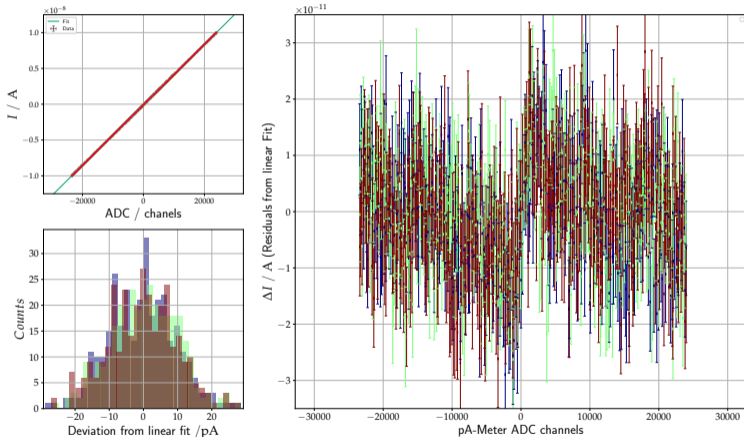 ×10⁻⁸
Fit
Data
1.0
0.5
0.0
−0.5
−1.0
I / A
−20000 0 20000
ADC / chanels
30
25
20
15
10
5
0
Counts
−20 −10 0 10 20
Deviation from linear fit /pA
×10⁻¹¹
3
2
1
0
−1
−2
−3
ΔI / A (Residuals from linear Fit)
−30000 −20000 −10000 0 10000 20000 30000
pA-Meter ADC channels